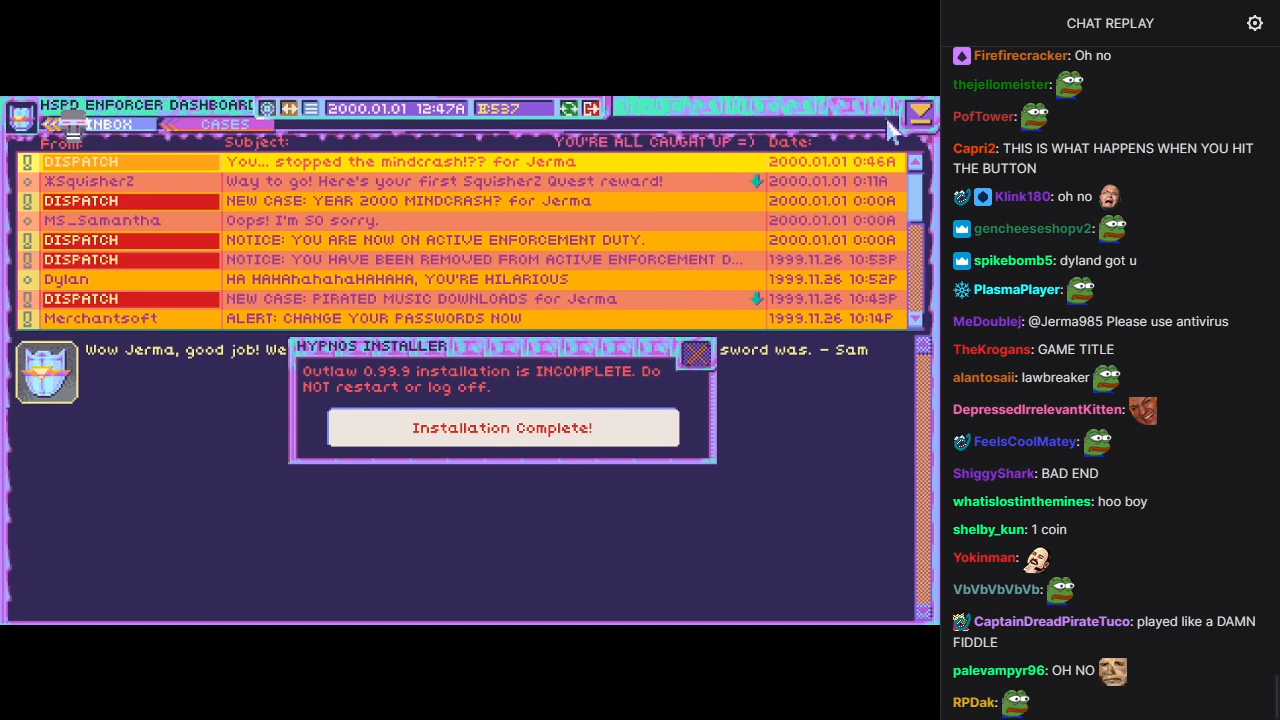 HSPD ENFORCER DASHBOARD
2000.01.01 12:47A
537
INBOX
CASES
From:
Subject:
YOU'RE ALL CAUGHT UP =)
Date:
DISPATCH
You... stopped the mindcrash!?? for Jerma
2000.01.01 0:46A
ӜSquisherZ
Way to go! Here's your first SquisherZ Quest reward!
2000.01.01 0:11A
DISPATCH
NEW CASE: YEAR 2000 MINDCRASH? for Jerma
2000.01.01 0:00A
MS_Samantha
Oops! I'm SO sorry.
2000.01.01 0:00A
DISPATCH
NOTICE: YOU ARE NOW ON ACTIVE ENFORCEMENT DUTY.
2000.01.01 0:00A
DISPATCH
NOTICE: YOU HAVE BEEN REMOVED FROM ACTIVE ENFORCEMENT D...
1999.11.26 10:53P
Dylan
HA HAHAhahahaHAHAHA, YOU'RE HILARIOUS
1999.11.26 10:52P
DISPATCH
NEW CASE: PIRATED MUSIC DOWNLOADS for Jerma
1999.11.26 10:43P
Merchantsoft
ALERT: CHANGE YOUR PASSWORDS NOW
1999.11.26 10:14P
Wow Jerma, good job! We
sword was. - Sam
HYPNOS INSTALLER
Outlaw 0.99.9 installation is INCOMPLETE. Do
NOT restart or log off.
Installation Complete!
CHAT REPLAY
Firefirecracker: Oh no
thejellomeister:
PofTower:
Capri2: THIS IS WHAT HAPPENS WHEN YOU HIT
THE BUTTON
Klink180: oh no
gencheeseshopv2:
spikebomb5: dyland got u
PlasmaPlayer:
MeDoublej: @Jerma985 Please use antivirus
TheKrogans: GAME TITLE
alantosaii: lawbreaker
DepressedIrrelevantKitten:
FeelsCoolMatey:
ShiggyShark: BAD END
whatislostinthemines: hoo boy
shelby_kun: 1 coin
Yokinman:
VbVbVbVbVb:
CaptainDreadPirateTuco: played like a DAMN
FIDDLE
palevampyr96: OH NO
RPDak: